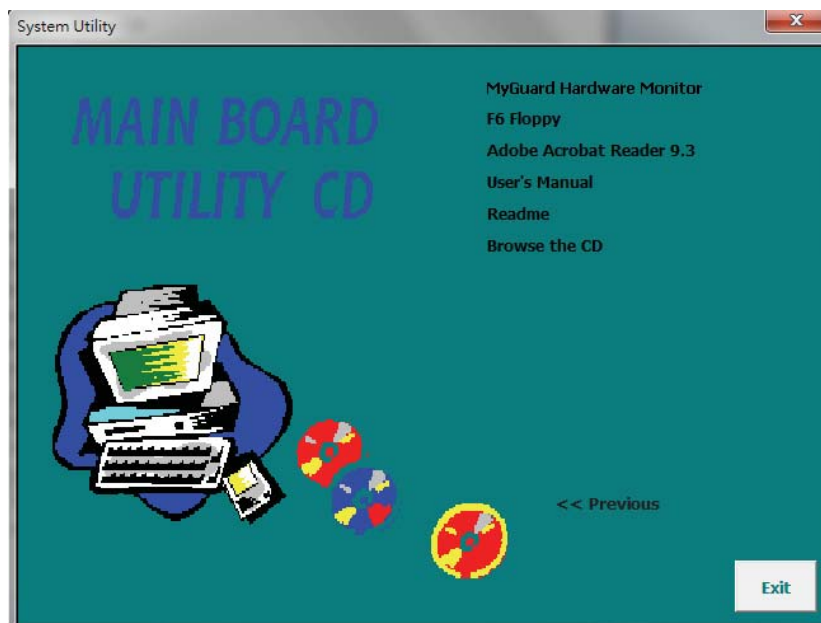 System Utility
MAIN BOARD
UTILITY CD
MyGuard Hardware Monitor
F6 Floppy
Adobe Acrobat Reader 9.3
User's Manual
Readme
Browse the CD
<< Previous
Exit